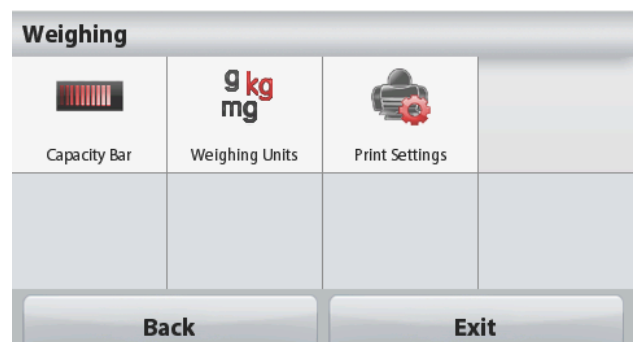 Weighing
g kg
mg
Capacity Bar
Weighing Units
Print Settings
Back
Exit